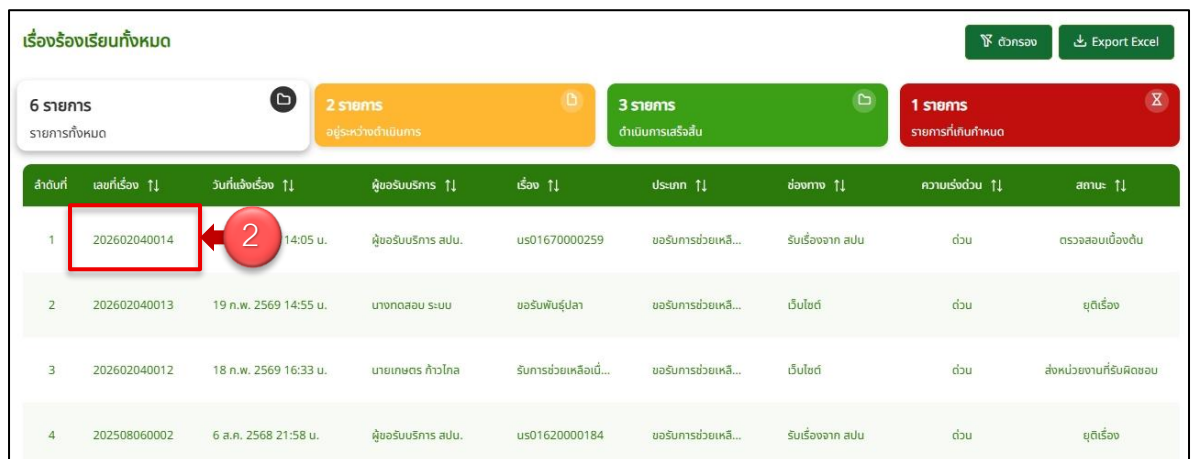 เรื่องร้องเรียนทั้งหมด ตัวกรอง Export Excel
6 รายการ 2 รายการ 3 รายการ 1 รายการ
รายการทั้งหมด อยู่ระหว่างดำเนินการ ดำเนินการเสร็จสิ้น รายการที่เกินกำหนด
ลำดับที่ เลขที่เรื่อง วันที่แจ้งเรื่อง ผู้ขอรับบริการ เรื่อง ประเภท ช่องทาง ความเร่งด่วน สถานะ
1 202602040014 2 14:05 น. ผู้ขอรับบริการ สปน. นร01670000259 ขอรับการช่วยเหลื... รับเรื่องจาก สปน ด่วน ตรวจสอบเบื้องต้น
2 202602040013 19 ก.พ. 2569 14:55 น. นางทดสอบ ระบบ ขอรับพันธุ์ปลา ขอรับการช่วยเหลื... เว็บไซต์ ด่วน ยุติเรื่อง
3 202602040012 18 ก.พ. 2569 16:33 น. นายเกษตร ก้าวไกล รับการช่วยเหลือเนื่... ขอรับการช่วยเหลื... เว็บไซต์ ด่วน ส่งหน่วยงานที่รับผิดชอบ
4 202508060002 6 ส.ค. 2568 21:58 น. ผู้ขอรับบริการ สปน. นร01620000184 ขอรับการช่วยเหลื... รับเรื่องจาก สปน ด่วน ยุติเรื่อง